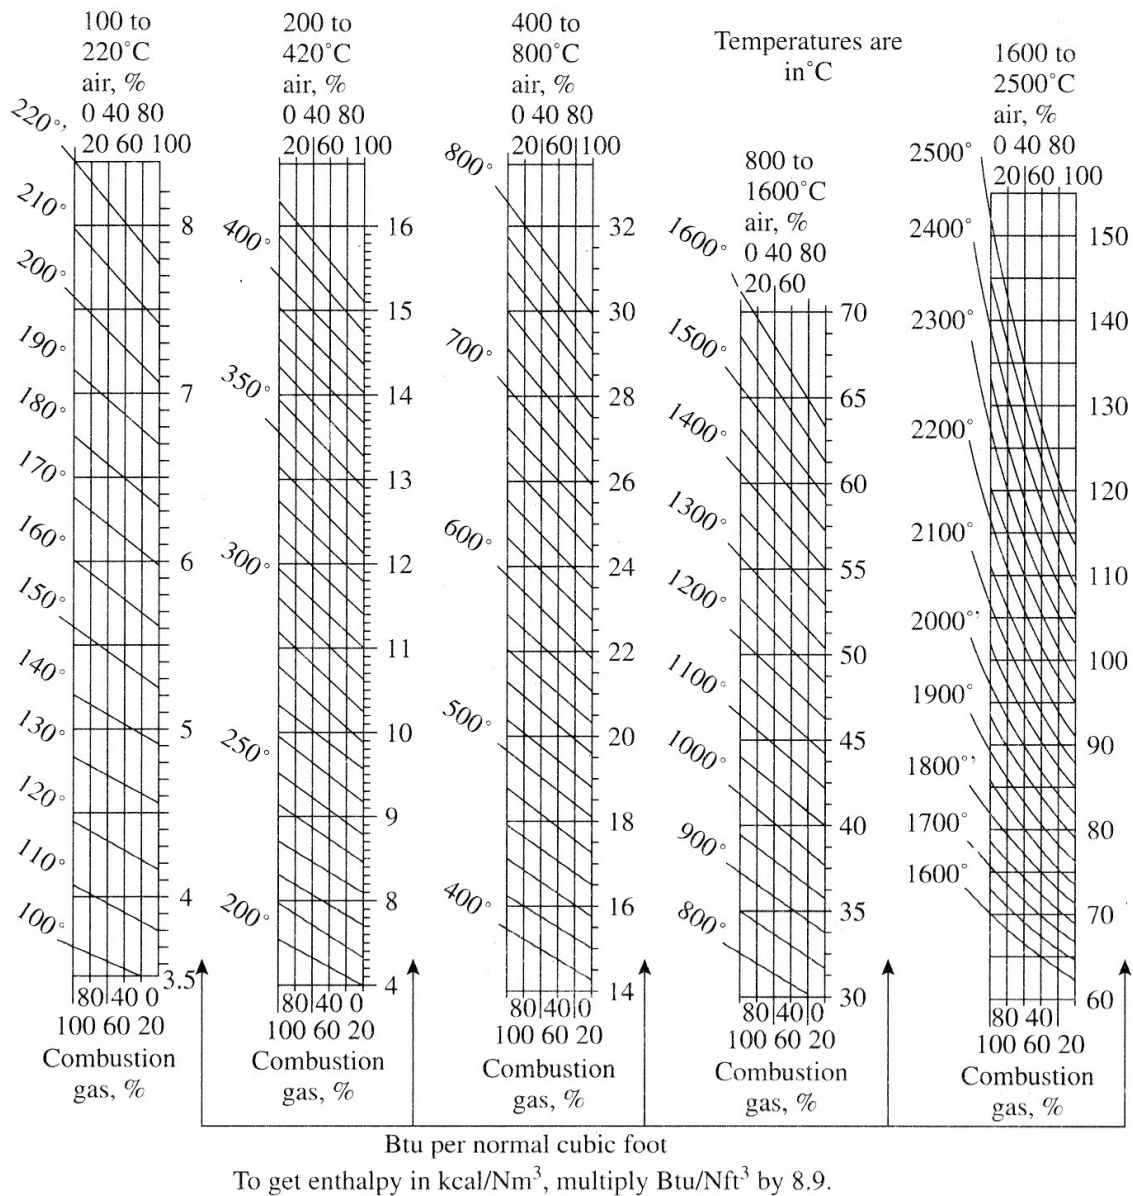 100 to
220°C
air, %
0 40 80
20 60 100
220°'
210°
200°
190°
180°
170°
160°
150°
140°
130°
120°
110°
100°
8
7
6
5
4
3.5
80 40 0
100 60 20
Combustion
gas, %
200 to
420°C
air, %
0 40 80
20 60 100
400°
350°
300°
250°
200°
16
15
14
13
12
11
10
9
8
4
80 40 0
100 60 20
Combustion
gas, %
400 to
800°C
air, %
0 40 80
20 60 100
800°
700°
600°
500°
400°
32
30
28
26
24
22
20
18
16
14
80 40 0
100 60 20
Combustion
gas, %
Temperatures are
in°C
800 to
1600°C
air, %
0 40 80
20 60
1600°
1500°
1400°
1300°
1200°
1100°
1000°
900°
800°
70
65
60
55
50
45
40
35
30
80 40 0
100 60 20
Combustion
gas, %
1600 to
2500°C
air, %
0 40 80
20 60 100
2500°
2400°
2300°
2200°
2100°
2000°'
1900°
1800°'
1700°
1600°
150
140
130
120
110
100
90
80
70
60
80 40
100 60 20
Combustion
gas, %
Btu per normal cubic foot
To get enthalpy in kcal/Nm³, multiply Btu/Nft³ by 8.9.